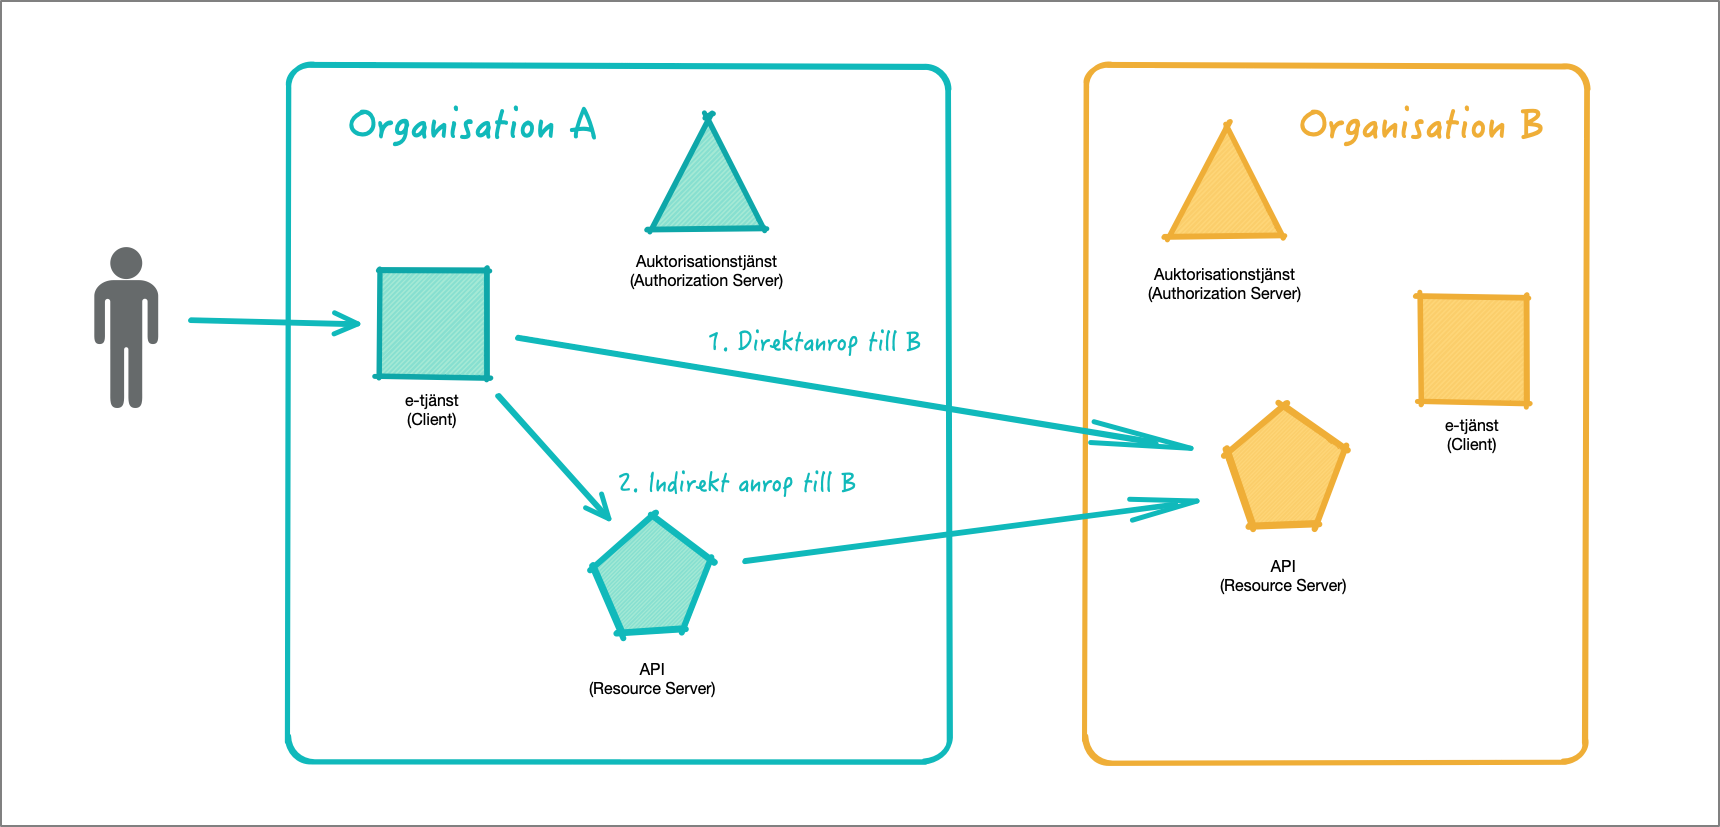 Organisation A
Auktorisationstjänst
(Authorization Server)
e-tjänst
(Client)
1. Direktanrop till B
2. Indirekt anrop till B
API
(Resource Server)
Organisation B
Auktorisationstjänst
(Authorization Server)
e-tjänst
(Client)
API
(Resource Server)